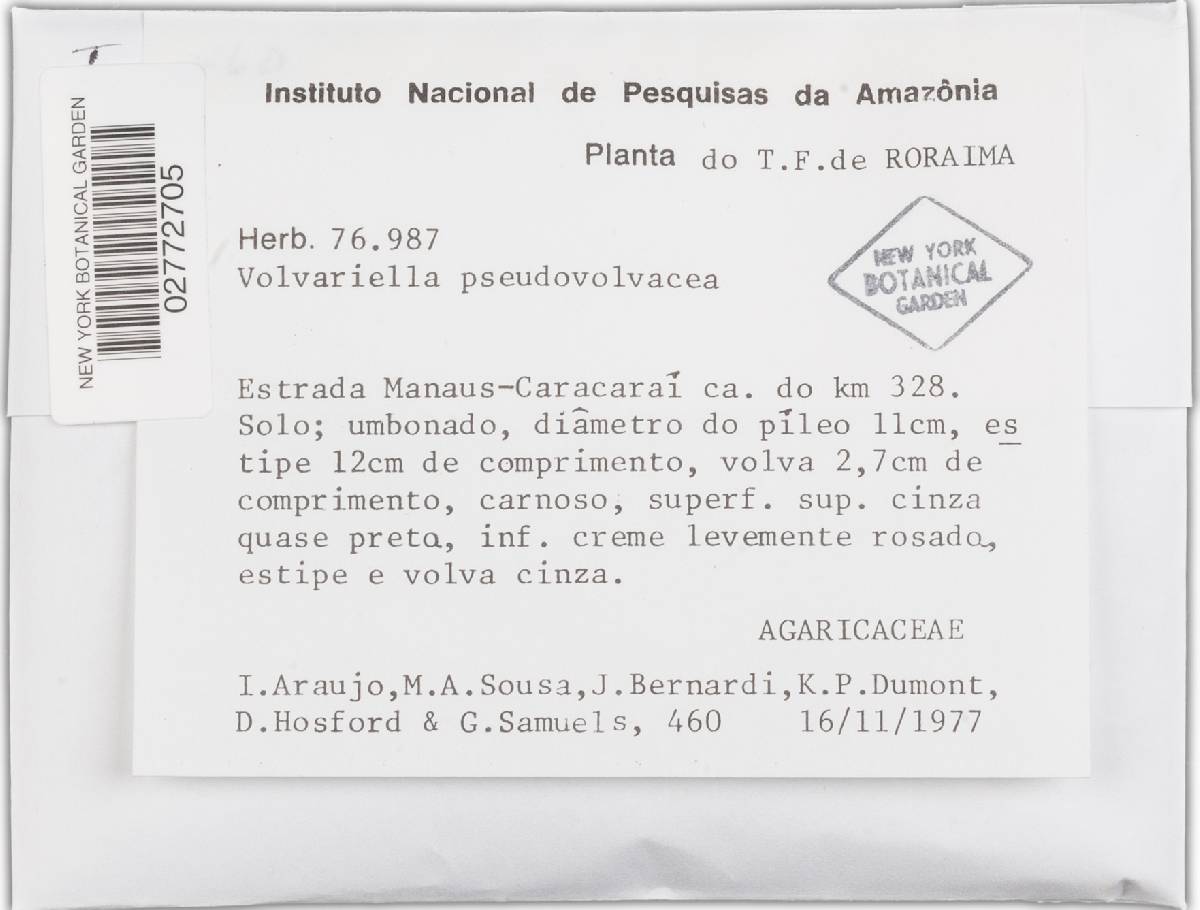 T
NEW YORK BOTANICAL GARDEN
02772705
Instituto Nacional de Pesquisas da Amazônia
Planta do T.F.de RORAIMA
Herb. 76.987
Volvariella pseudovolvacea
NEW YORK
BOTANICAL
GARDEN
Estrada Manaus-Caracaraí ca. do km 328.
Solo; umbonado, diâmetro do píleo 11cm, es
tipe 12cm de comprimento, volva 2,7cm de
comprimento, carnoso, superf. sup. cinza
quase preta, inf. creme levemente rosada,
estipe e volva cinza.
AGARICACEAE
I.Araujo,M.A.Sousa,J.Bernardi,K.P.Dumont,
D.Hosford & G.Samuels, 460 16/11/1977